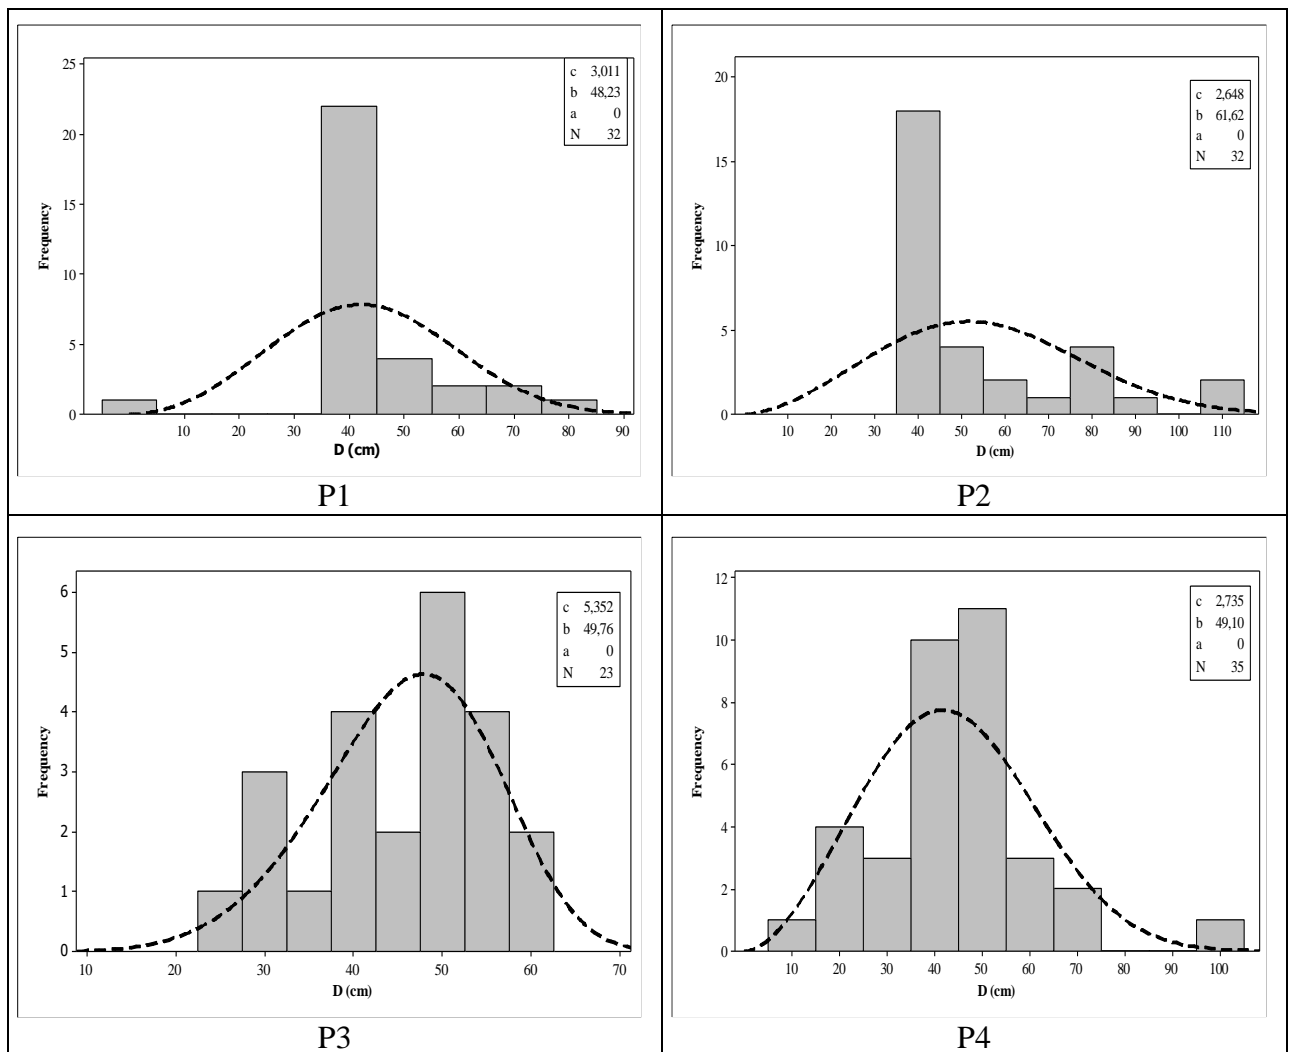 25
20
15
10
5
0
Frequency
10 20 30 40 50 60 70 80 90
D (cm)
c 3,011
b 48,23
a 0
N 32
P1
20
15
10
5
0
Frequency
10 20 30 40 50 60 70 80 90 100 110
D (cm)
c 2,648
b 61,62
a 0
N 32
P2
6
5
4
3
2
1
0
Frequency
10 20 30 40 50 60 70
D (cm)
c 5,352
b 49,76
a 0
N 23
P3
12
10
8
6
4
2
0
Frequency
10 20 30 40 50 60 70 80 90 100
D (cm)
c 2,735
b 49,10
a 0
N 35
P4